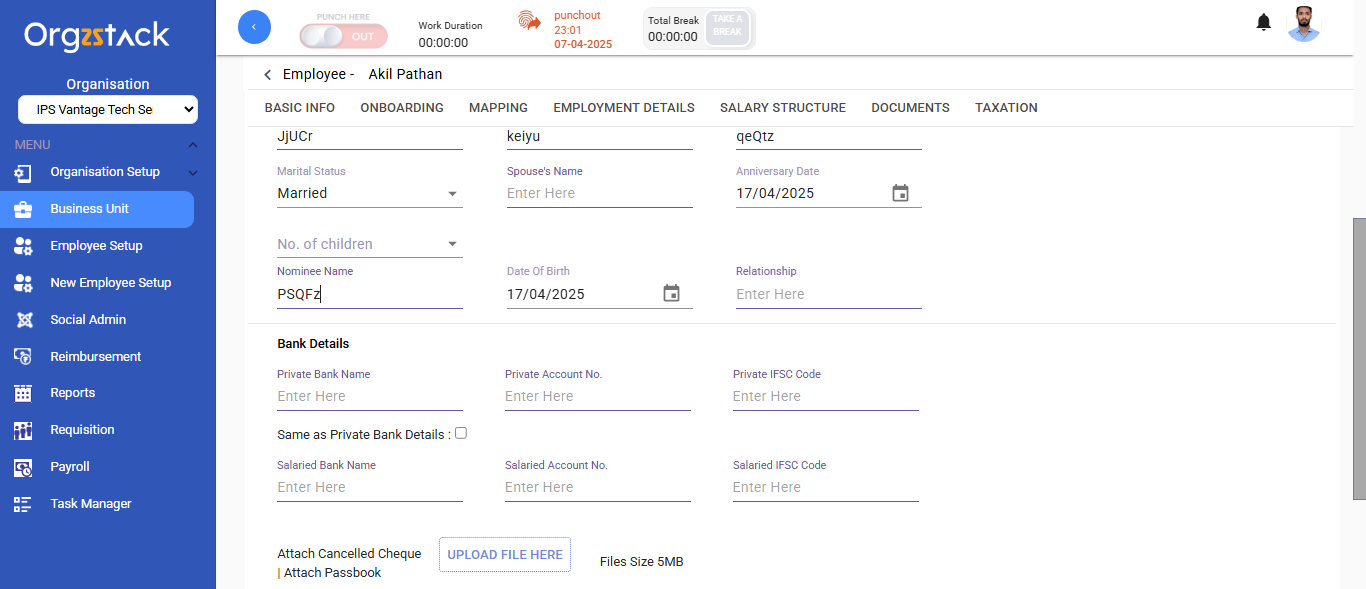 Orgzstack
Organisation
IPS Vantage Tech Se
MENU
Organisation Setup
Business Unit
Employee Setup
New Employee Setup
Social Admin
Reimbursement
Reports
Requisition
Payroll
Task Manager
PUNCH HERE
OUT
Work Duration
00:00:00
punchout
23:01
07-04-2025
Total Break
00:00:00
TAKE A
BREAK
Employee - Akil Pathan
BASIC INFO ONBOARDING MAPPING EMPLOYMENT DETAILS SALARY STRUCTURE DOCUMENTS TAXATION
JjUCr keiyu qeQtz
Marital Status Spouse's Name Anniversary Date
Married Enter Here 17/04/2025
No. of children
Nominee Name Date Of Birth Relationship
PSQFz 17/04/2025 Enter Here
Bank Details
Private Bank Name Private Account No. Private IFSC Code
Enter Here Enter Here Enter Here
Same as Private Bank Details :
Salaried Bank Name Salaried Account No. Salaried IFSC Code
Enter Here Enter Here Enter Here
Attach Cancelled Cheque
| Attach Passbook
UPLOAD FILE HERE
Files Size 5MB